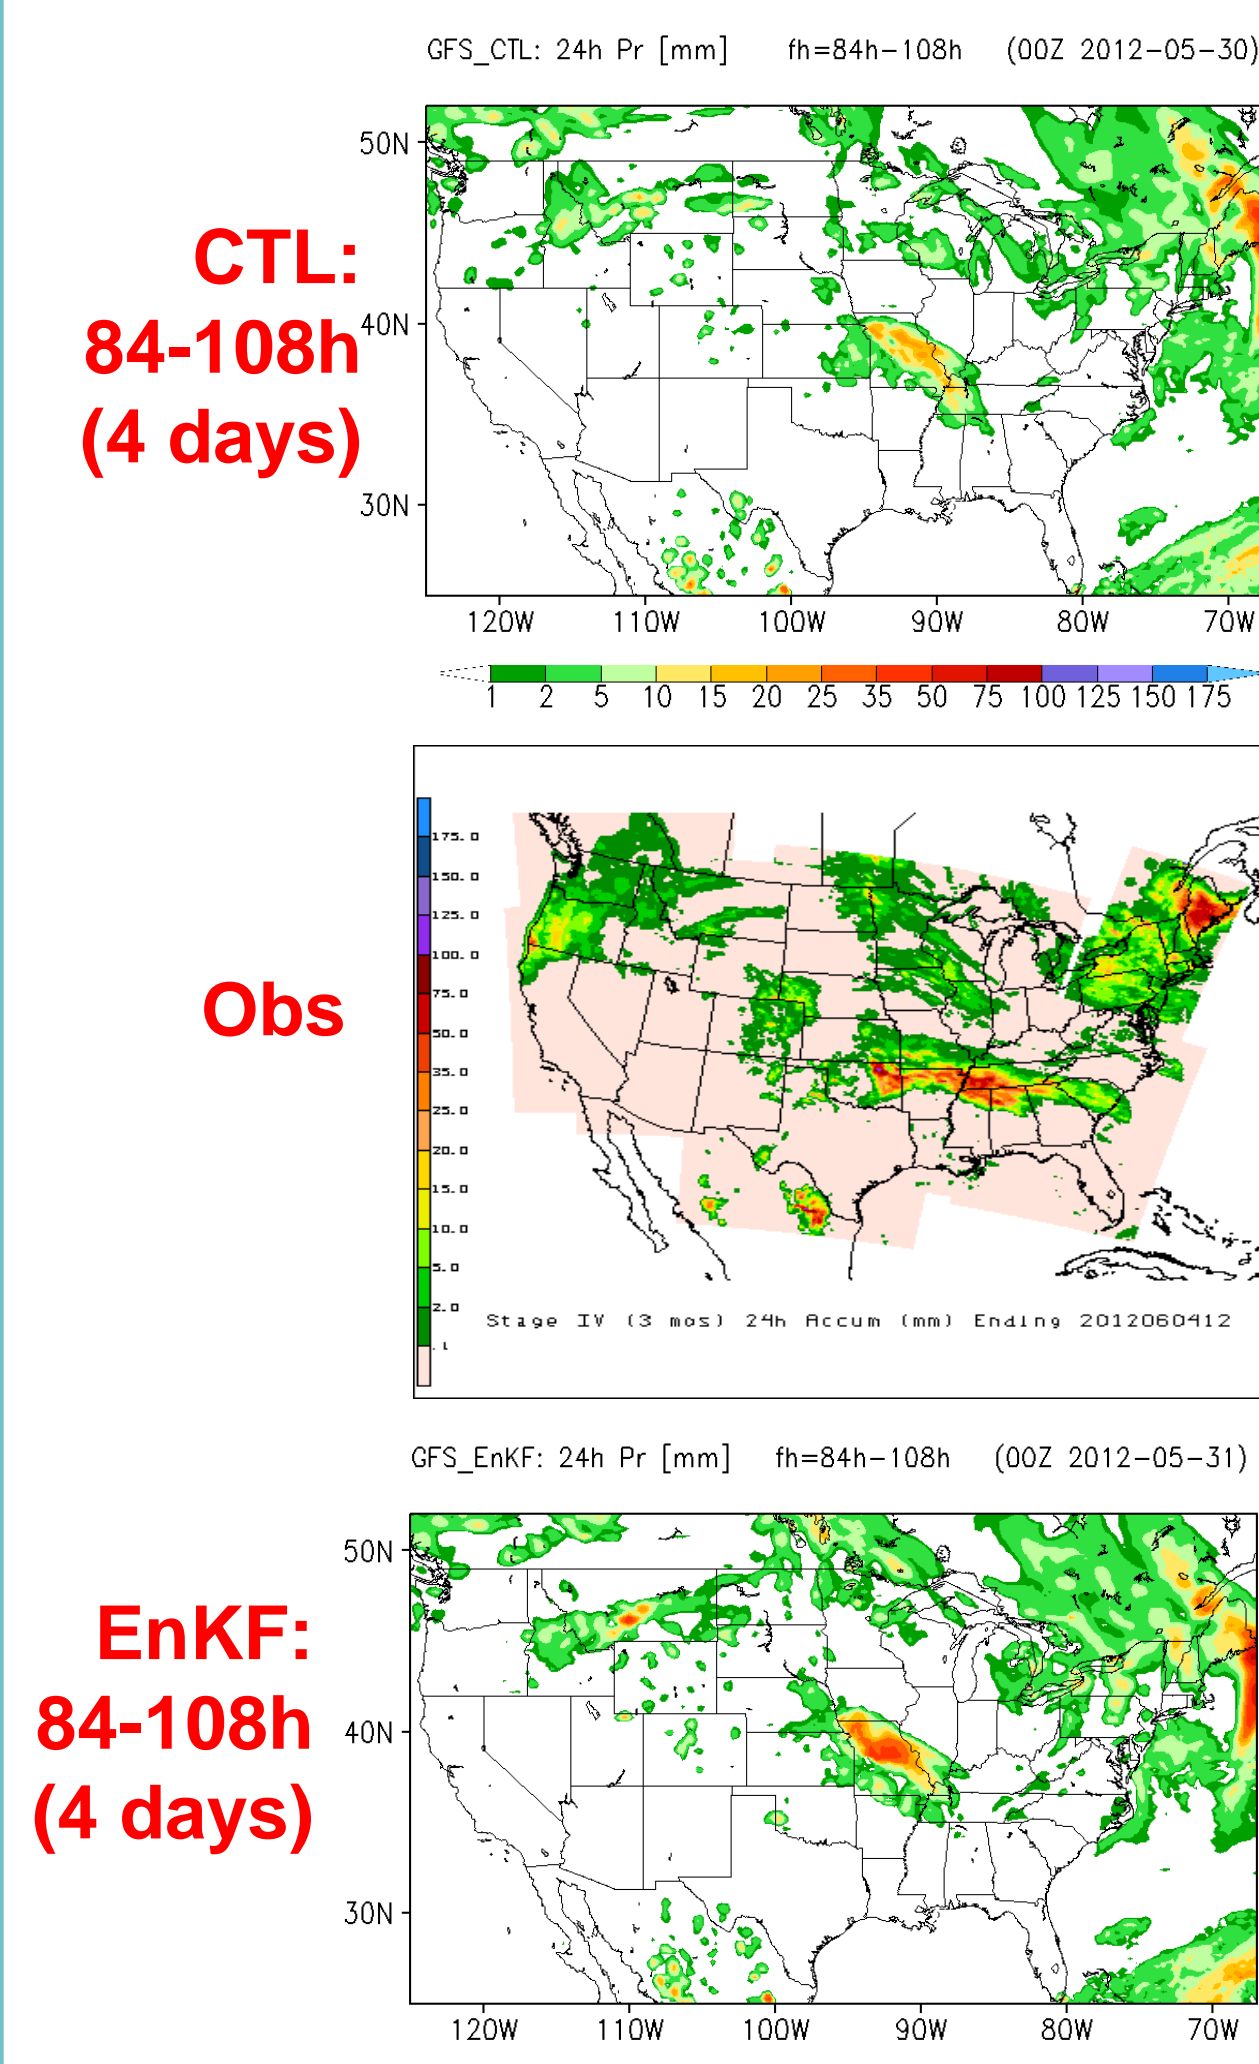 GFS_CTL: 24h Pr [mm] fh=84h-108h (00Z 2012-05-30)
CTL:
84-108h
(4 days)
50N
40N
30N
120W 110W 100W 90W 80W 70W
1 2 5 10 15 20 25 35 50 75 100 125 150 175
Obs
175.0
150.0
125.0
100.0
75.0
50.0
35.0
25.0
20.0
15.0
10.0
5.0
2.0
.1
Stage IV (3 mos) 24h Accum (mm) Ending 2012060412
GFS_EnKF: 24h Pr [mm] fh=84h-108h (00Z 2012-05-31)
EnKF:
84-108h
(4 days)
50N
40N
30N
120W 110W 100W 90W 80W 70W